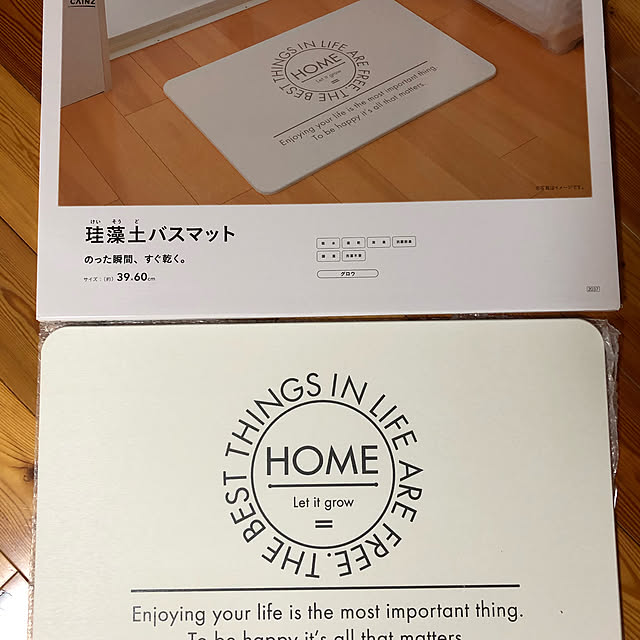 CAINZ
THE BEST THINGS IN LIFE ARE FREE.
HOME
Let it grow
=
Enjoying your life is the most important thing.
To be happy it's all that matters.
けい そう ど
珪藻土バスマット
のった瞬間、すぐ乾く。
サイズ：(約) 39×60cm
グロウ
THE BEST THINGS IN LIFE ARE FREE.
HOME
Let it grow
=
Enjoying your life is the most important thing.
To be happy it's all that matters.